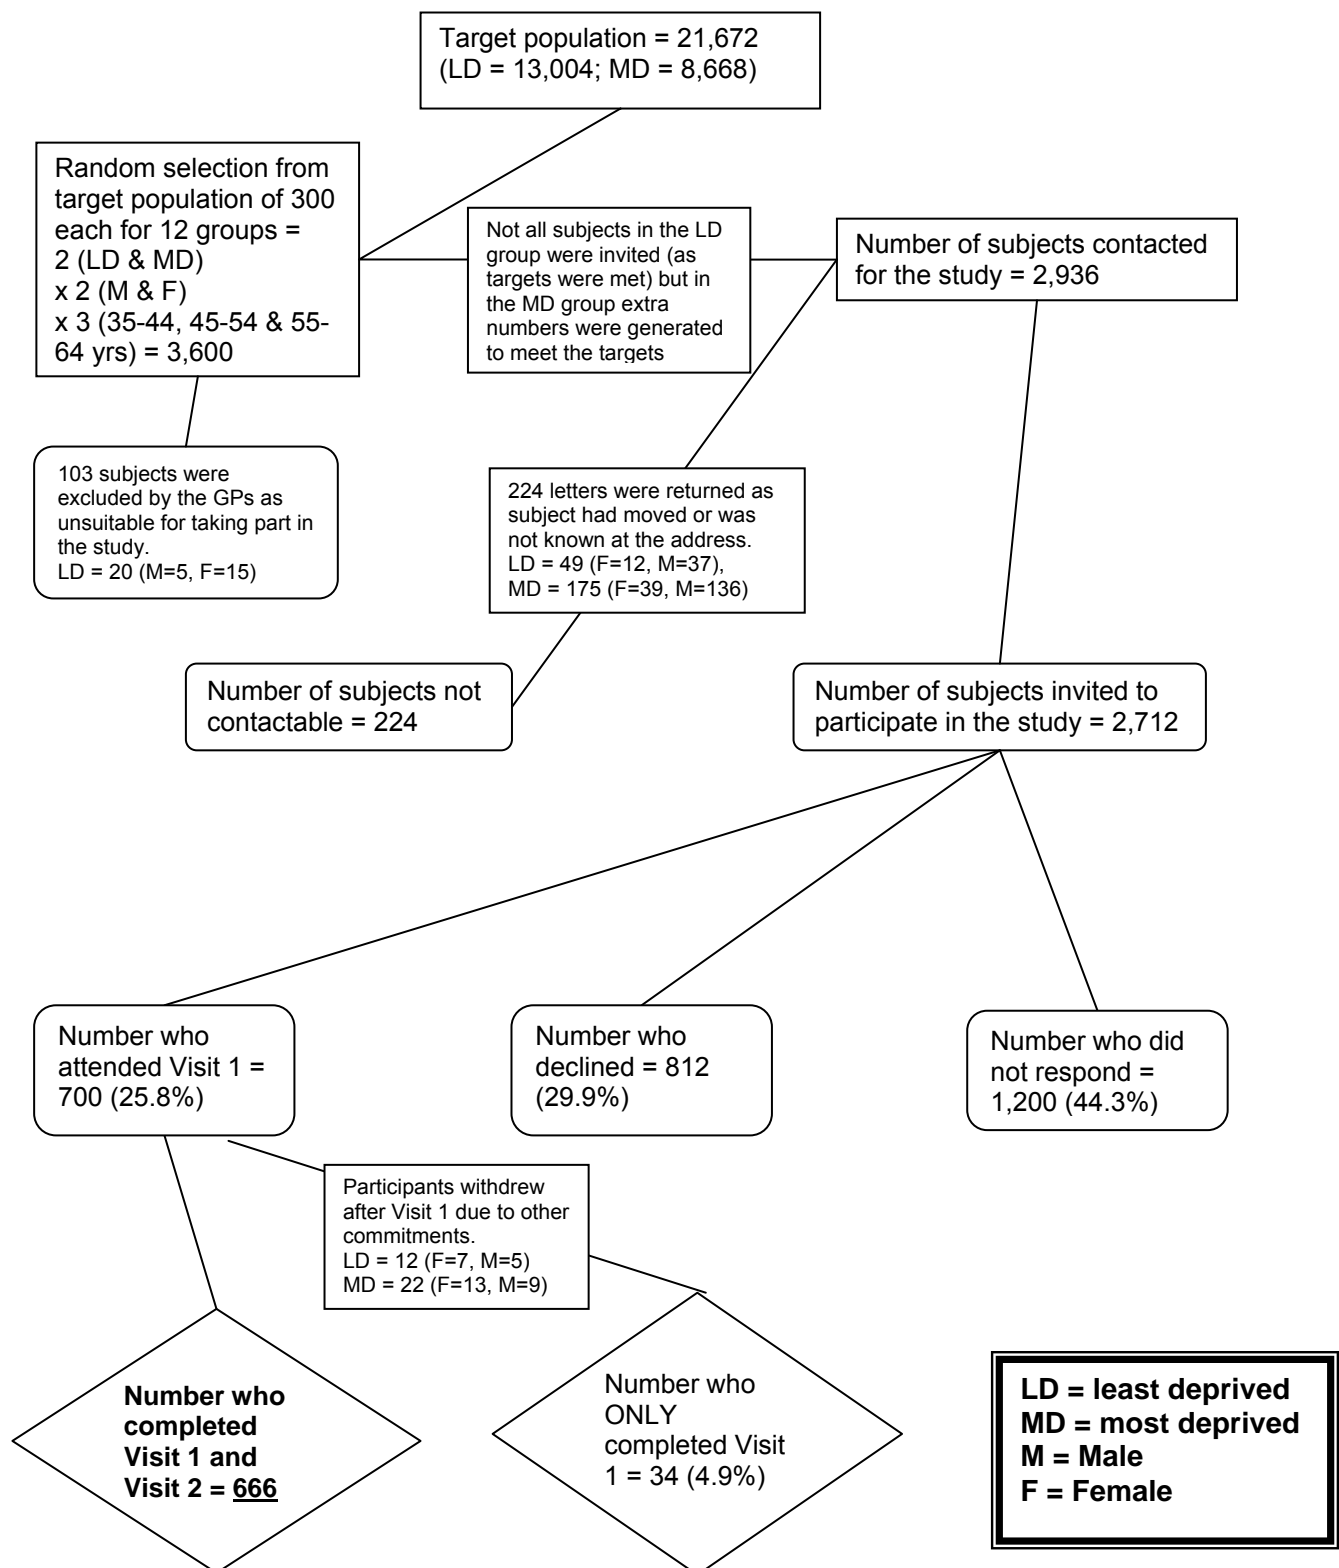 Target population = 21,672
(LD = 13,004; MD = 8,668)
Random selection from
target population of 300
each for 12 groups =
2 (LD & MD)
x 2 (M & F)
x 3 (35-44, 45-54 & 55-
64 yrs) = 3,600
Not all subjects in the LD
group were invited (as
targets were met) but in
the MD group extra
numbers were generated
to meet the targets
Number of subjects contacted
for the study = 2,936
103 subjects were
excluded by the GPs as
unsuitable for taking part in
the study.
LD = 20 (M=5, F=15)
224 letters were returned as
subject had moved or was
not known at the address.
LD = 49 (F=12, M=37),
MD = 175 (F=39, M=136)
Number of subjects not
contactable = 224
Number of subjects invited to
participate in the study = 2,712
Number who
attended Visit 1 =
700 (25.8%)
Number who
declined = 812
(29.9%)
Number who did
not respond =
1,200 (44.3%)
Participants withdrew
after Visit 1 due to other
commitments.
LD = 12 (F=7, M=5)
MD = 22 (F=13, M=9)
Number who
completed
Visit 1 and
Visit 2 = 666
Number who
ONLY
completed Visit
1 = 34 (4.9%)
LD = least deprived
MD = most deprived
M = Male
F = Female